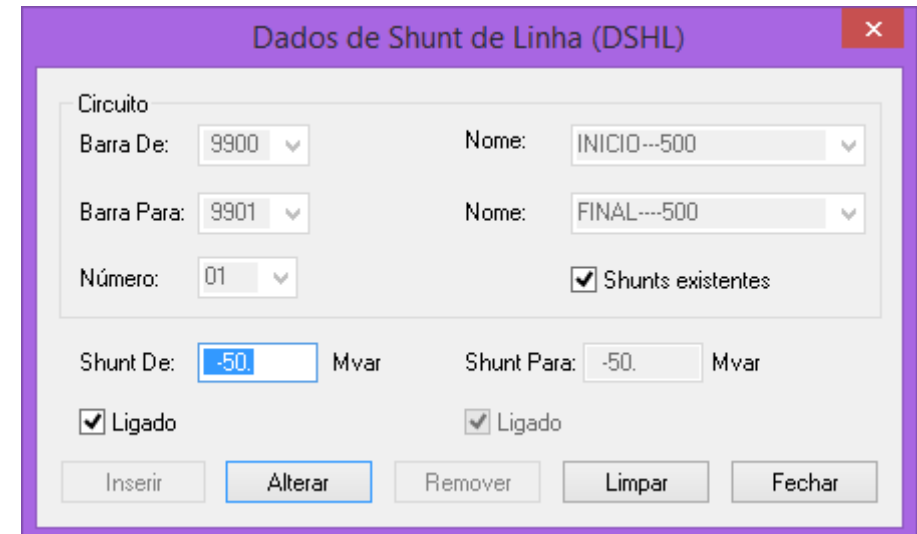 Dados de Shunt de Linha (DSHL)
Circuito
Barra De: 9900 Nome: INICIO---500
Barra Para: 9901 Nome: FINAL----500
Número: 01 Shunts existentes
Shunt De: -50. Mvar Shunt Para: -50. Mvar
Ligado Ligado
Inserir Alterar Remover Limpar Fechar